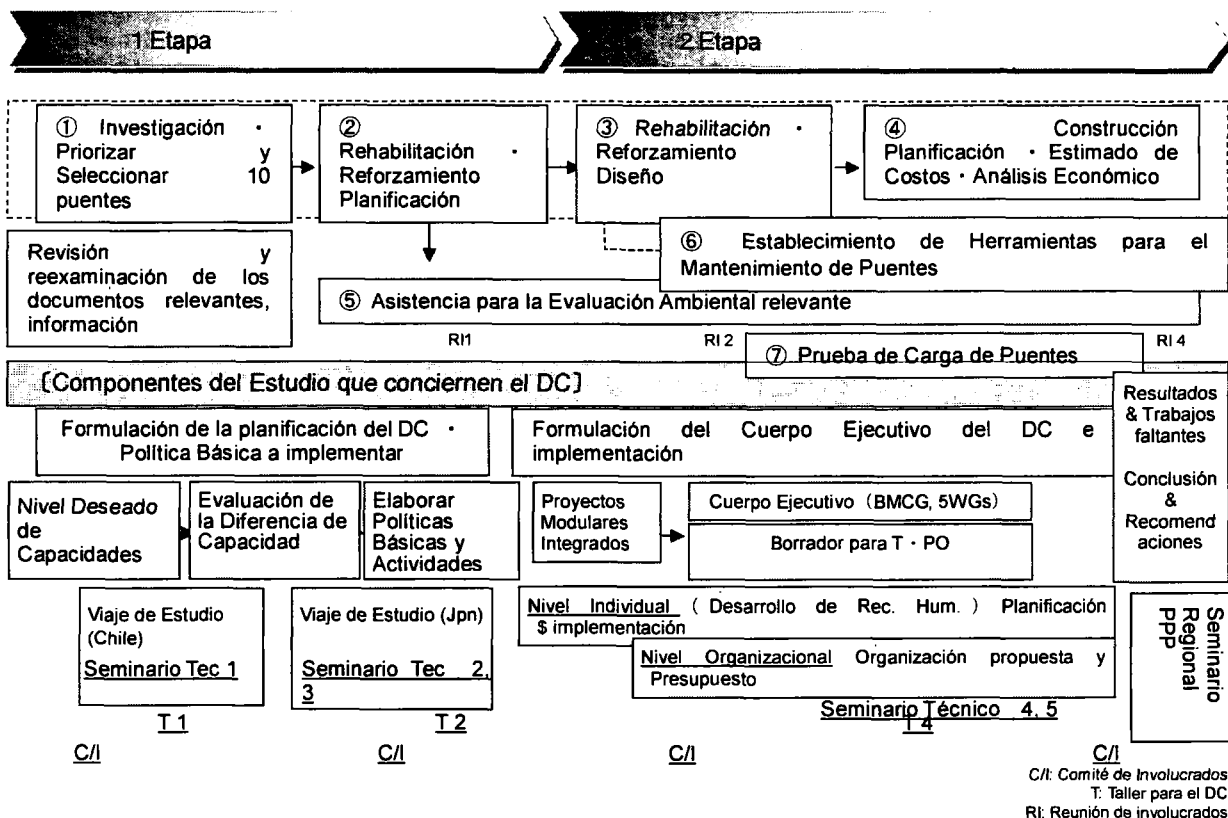 1 Etapa
2 Etapa
① Investigación ・
Priorizar y
Seleccionar 10
puentes
②
Rehabilitación ・
Reforzamiento
Planificación
③ Rehabilitación ・
Reforzamiento
Diseño
④ Construcción
Planificación ・ Estimado de
Costos ・ Análisis Económico
Revisión y
reexaminación de los
documentos relevantes,
información
⑥ Establecimiento de Herramientas para el
Mantenimiento de Puentes
⑤ Asistencia para la Evaluación Ambiental relevante
RI1
RI 2
RI 4
⑦ Prueba de Carga de Puentes
〔Componentes del Estudio que conciernen el DC〕
Formulación de la planificación del DC ・
Política Básica a implementar
Formulación del Cuerpo Ejecutivo del DC e
implementación
Resultados
& Trabajos
faltantes
Conclusión
&
Recomend
aciones
Nivel Deseado
de
Capacidades
Evaluación de
la Diferencia de
Capacidad
Elaborar
Políticas
Básicas y
Actividades
Proyectos
Modulares
Integrados
Cuerpo Ejecutivo (BMCG, 5WGs)
Borrador para T ・ PO
Viaje de Estudio
(Chile)
Seminario Tec 1
Viaje de Estudio (Jpn)
Seminario Tec 2,
3
Nivel Individual ( Desarrollo de Rec. Hum. ) Planificación
$ implementación
Nivel Organizacional Organización propuesta y
Presupuesto
Seminario
Regional
PPP
Seminario Técnico 4, 5
T 1
T 2
T 4
C/I
C/I
C/I
C/I
C/I: Comité de Involucrados
T: Taller para el DC
RI: Reunión de involucrados